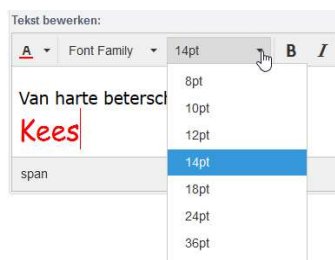 Tekst bewerken:
A Font Family 14pt B I
Van harte betersch
Kees
span
8pt
10pt
12pt
14pt
18pt
24pt
36pt